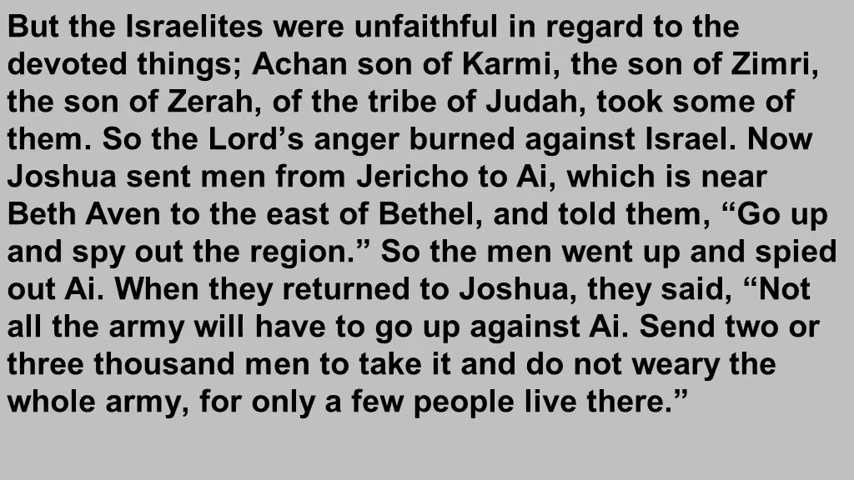 But the Israelites were unfaithful in regard to the
devoted things; Achan son of Karmi, the son of Zimri,
the son of Zerah, of the tribe of Judah, took some of
them. So the Lord’s anger burned against Israel. Now
Joshua sent men from Jericho to Ai, which is near
Beth Aven to the east of Bethel, and told them, “Go up
and spy out the region.” So the men went up and spied
out Ai. When they returned to Joshua, they said, “Not
all the army will have to go up against Ai. Send two or
three thousand men to take it and do not weary the
whole army, for only a few people live there.”